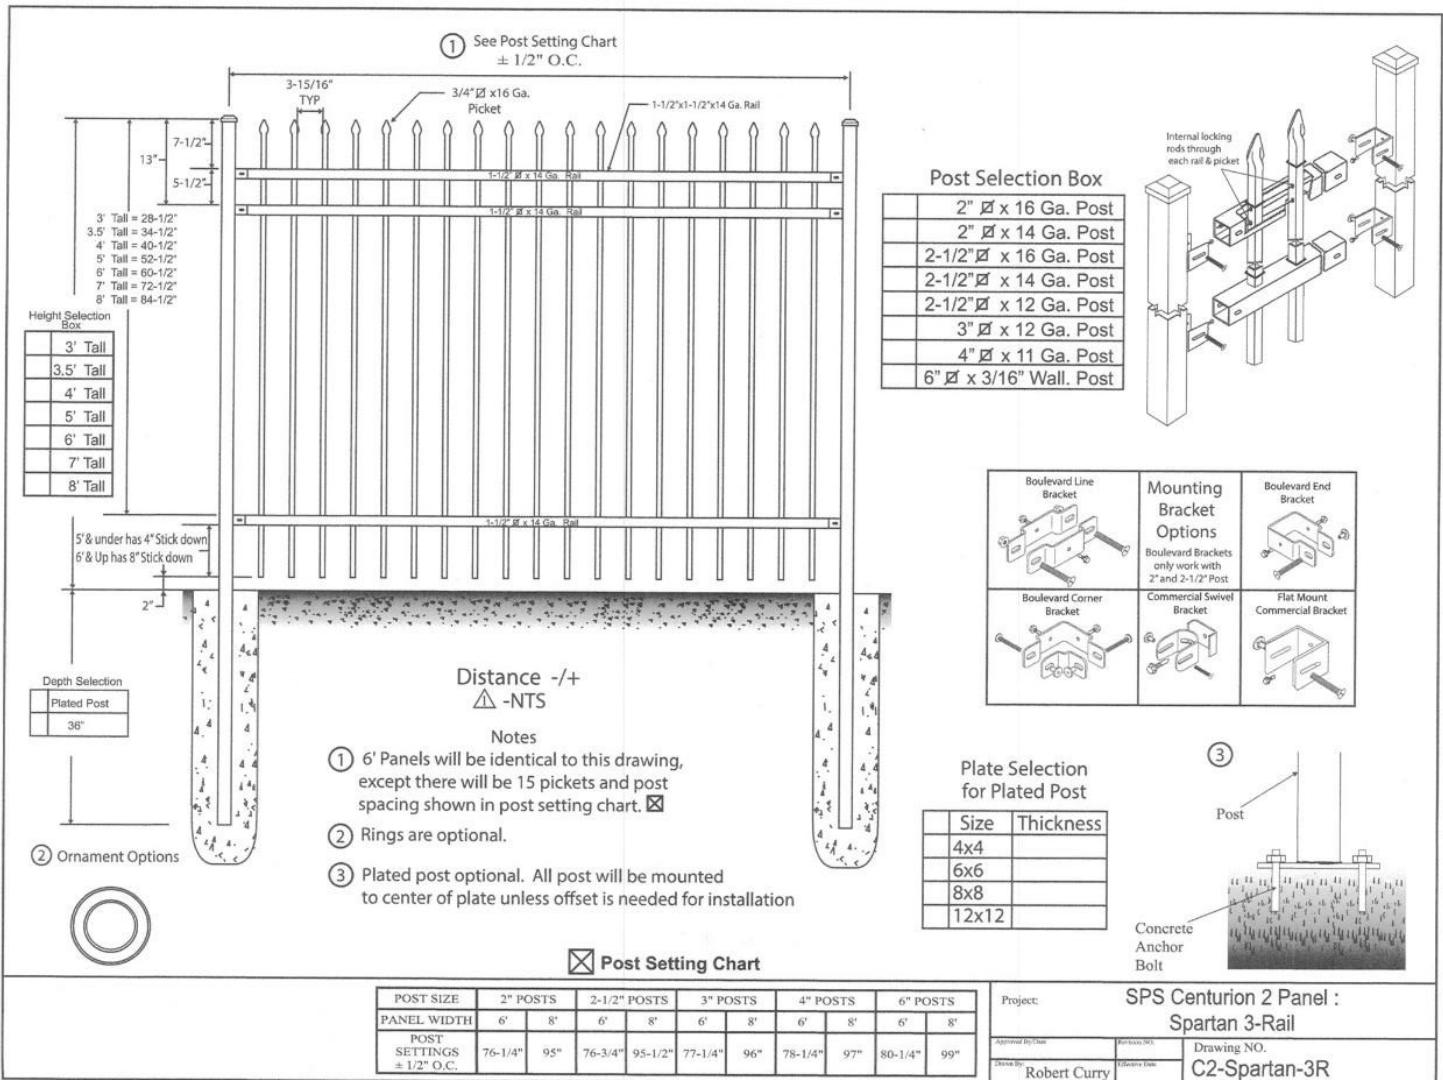 ① See Post Setting Chart
± 1/2" O.C.
3-15/16"
TYP
3/4" ⍁ x16 Ga.
Picket
1-1/2"x1-1/2"x14 Ga. Rail
7-1/2"
13"
5-1/2"
1-1/2" ⍁ x 14 Ga. Rail
1-1/2" ⍁ x 14 Ga. Rail
3' Tall = 28-1/2"
3.5' Tall = 34-1/2"
4' Tall = 40-1/2"
5' Tall = 52-1/2"
6' Tall = 60-1/2"
7' Tall = 72-1/2"
8' Tall = 84-1/2"
Height Selection
Box
3' Tall
3.5' Tall
4' Tall
5' Tall
6' Tall
7' Tall
8' Tall
1-1/2" ⍁ x 14 Ga. Rail
5' & under has 4" Stick down
6' & Up has 8" Stick down
2"
Depth Selection
Plated Post
36"
② Ornament Options
Distance -/+
⚠ -NTS
Notes
① 6' Panels will be identical to this drawing,
except there will be 15 pickets and post
spacing shown in post setting chart. ☒
② Rings are optional.
③ Plated post optional. All post will be mounted
to center of plate unless offset is needed for installation
Post Selection Box
2" ⍁ x 16 Ga. Post
2" ⍁ x 14 Ga. Post
2-1/2" ⍁ x 16 Ga. Post
2-1/2" ⍁ x 14 Ga. Post
2-1/2" ⍁ x 12 Ga. Post
3" ⍁ x 12 Ga. Post
4" ⍁ x 11 Ga. Post
6" ⍁ x 3/16" Wall. Post
Internal locking
rods through
each rail & picket
Boulevard Line
Bracket
Mounting
Bracket
Options
Boulevard Brackets
only work with
2" and 2-1/2" Post
Boulevard End
Bracket
Boulevard Corner
Bracket
Commercial Swivel
Bracket
Flat Mount
Commercial Bracket
Plate Selection
for Plated Post
Size Thickness
4x4
6x6
8x8
12x12
③
Post
Concrete
Anchor
Bolt
☒ Post Setting Chart
POST SIZE 2" POSTS 2-1/2" POSTS 3" POSTS 4" POSTS 6" POSTS
PANEL WIDTH 6' 8' 6' 8' 6' 8' 6' 8' 6' 8'
POST
SETTINGS
± 1/2" O.C.
76-1/4" 95" 76-3/4" 95-1/2" 77-1/4" 96" 78-1/4" 97" 80-1/4" 99"
Project:
SPS Centurion 2 Panel :
Spartan 3-Rail
Approved By/Date
Revision NO.
Drawn By:
Robert Curry
Effective Date
Drawing NO.
C2-Spartan-3R